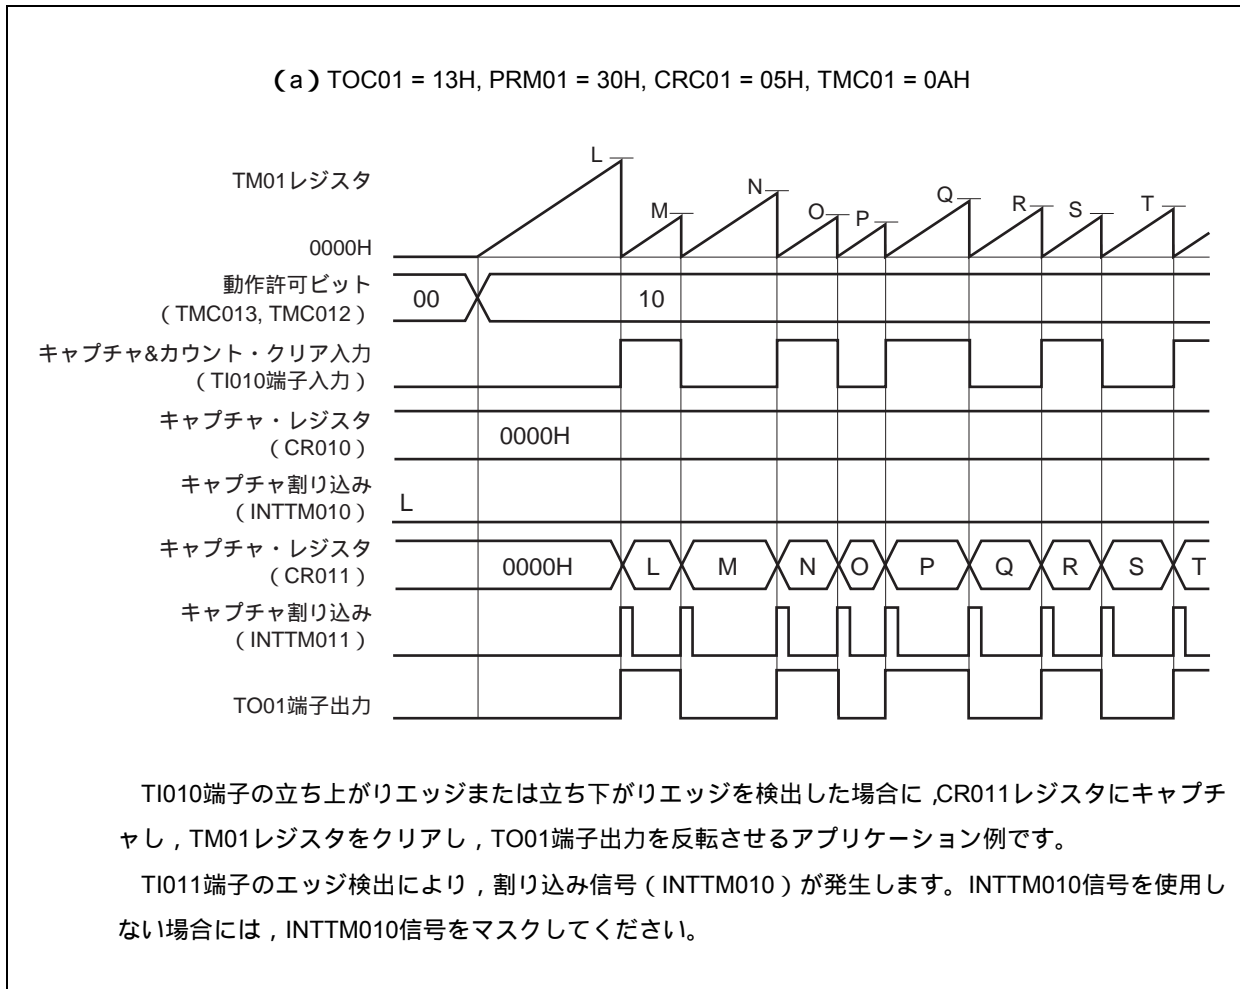 （a）TOC01 = 13H, PRM01 = 30H, CRC01 = 05H, TMC01 = 0AH
TM01レジスタ
0000H
L
M
N
O
P
Q
R
S
T
動作許可ビット
（TMC013, TMC012）
00
10
キャプチャ&カウント・クリア入力
（TI010端子入力）
キャプチャ・レジスタ
（CR010）
0000H
キャプチャ割り込み
（INTTM010）
L
キャプチャ・レジスタ
（CR011）
0000H
L
M
N
O
P
Q
R
S
T
キャプチャ割り込み
（INTTM011）
TO01端子出力
TI010端子の立ち上がりエッジまたは立ち下がりエッジを検出した場合に,CR011レジスタにキャプチ
ャし，TM01レジスタをクリアし，TO01端子出力を反転させるアプリケーション例です。
TI011端子のエッジ検出により，割り込み信号（INTTM010）が発生します。INTTM010信号を使用し
ない場合には，INTTM010信号をマスクしてください。